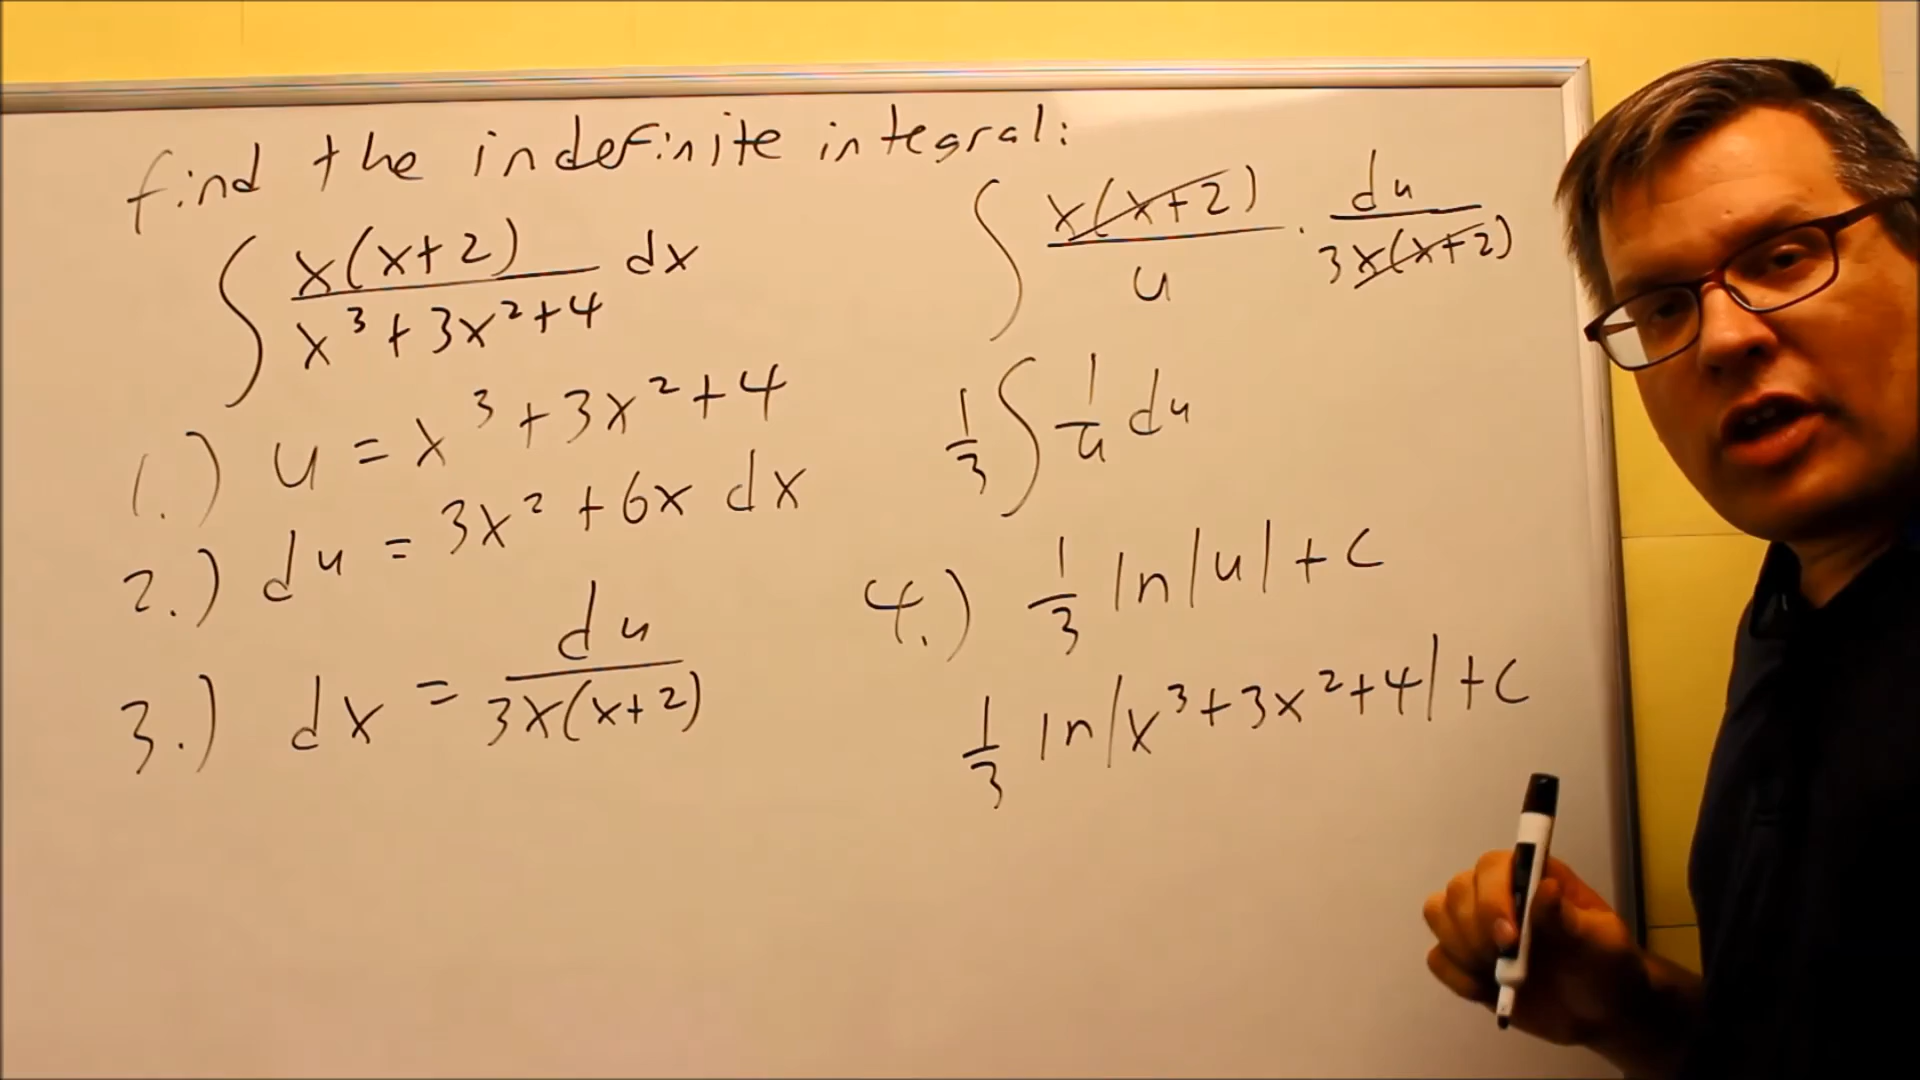 find the indefinite integral:
∫ x(x+2)/(x³+3x²+4) dx
1.) u = x³+3x²+4
2.) du = 3x²+6x dx
3.) dx = du/(3x(x+2))
∫ x(x+2)/u · du/(3x(x+2))
1/3 ∫ 1/u du
4.) 1/3 ln|u|+c
1/3 ln|x³+3x²+4|+c